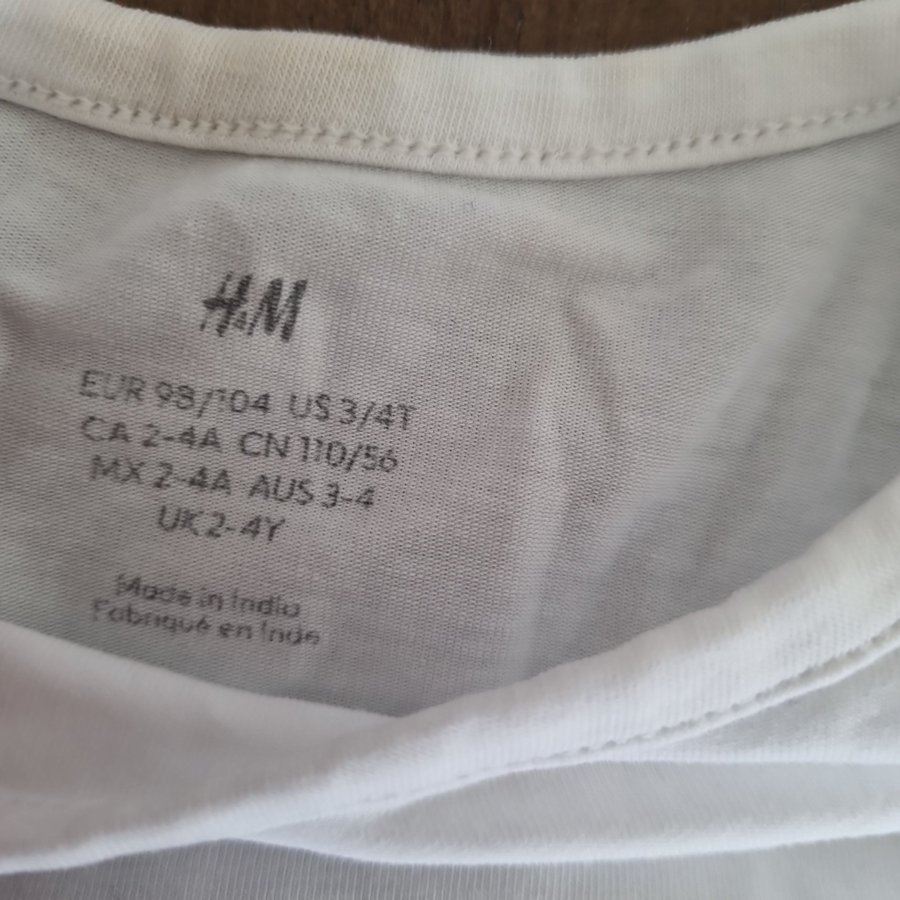 H&M
EUR 98/104 US 3/4T
CA 2-4A CN 110/56
MX 2-4A AUS 3-4
UK 2-4Y
Made in India
Fabriqué en Inde